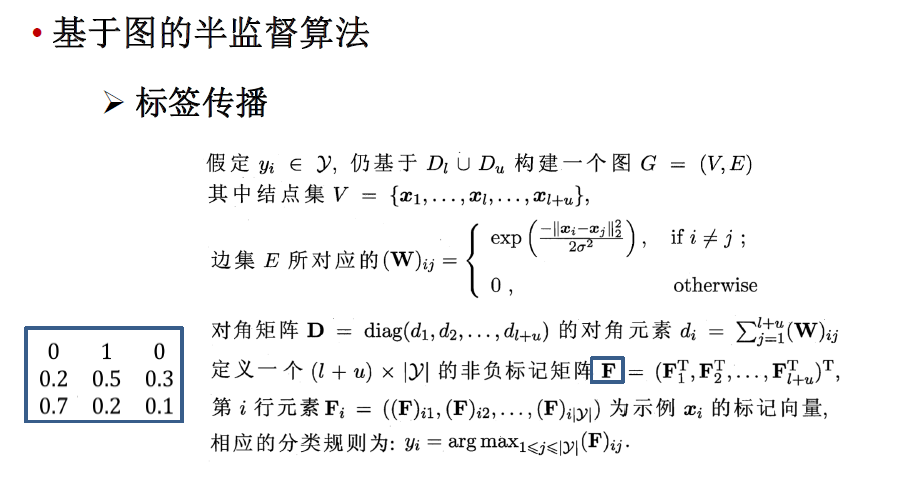 • 基于图的半监督算法
➢ 标签传播
假定 $y_i \in \mathcal{Y}$, 仍基于 $D_l \cup D_u$ 构建一个图 $G = (V, E)$
其中结点集 $V = \{\boldsymbol{x}_1, \ldots, \boldsymbol{x}_l, \ldots, \boldsymbol{x}_{l+u}\}$,
边集 $E$ 所对应的 $(\mathbf{W})_{ij} = \begin{cases} \exp\left(\frac{-\|\boldsymbol{x}_i - \boldsymbol{x}_j\|_2^2}{2\sigma^2}\right), & \text{if } i \neq j \text{ ;} \\ 0 \text{ ,} & \text{otherwise} \end{cases}$
对角矩阵 $\mathbf{D} = \text{diag}(d_1, d_2, \ldots, d_{l+u})$ 的对角元素 $d_i = \sum_{j=1}^{l+u} (\mathbf{W})_{ij}$
定义一个 $(l + u) \times |\mathcal{Y}|$ 的非负标记矩阵 $\mathbf{F} = (\mathbf{F}_1^{\mathrm{T}}, \mathbf{F}_2^{\mathrm{T}}, \ldots, \mathbf{F}_{l+u}^{\mathrm{T}})^{\mathrm{T}}$,
第 $i$ 行元素 $\mathbf{F}_i = ((\mathbf{F})_{i1}, (\mathbf{F})_{i2}, \ldots, (\mathbf{F})_{i|\mathcal{Y}|})$ 为示例 $\boldsymbol{x}_i$ 的标记向量,
相应的分类规则为: $y_i = \arg\max_{1 \leqslant j \leqslant |\mathcal{Y}|} (\mathbf{F})_{ij}$.
0 1 0
0.2 0.5 0.3
0.7 0.2 0.1